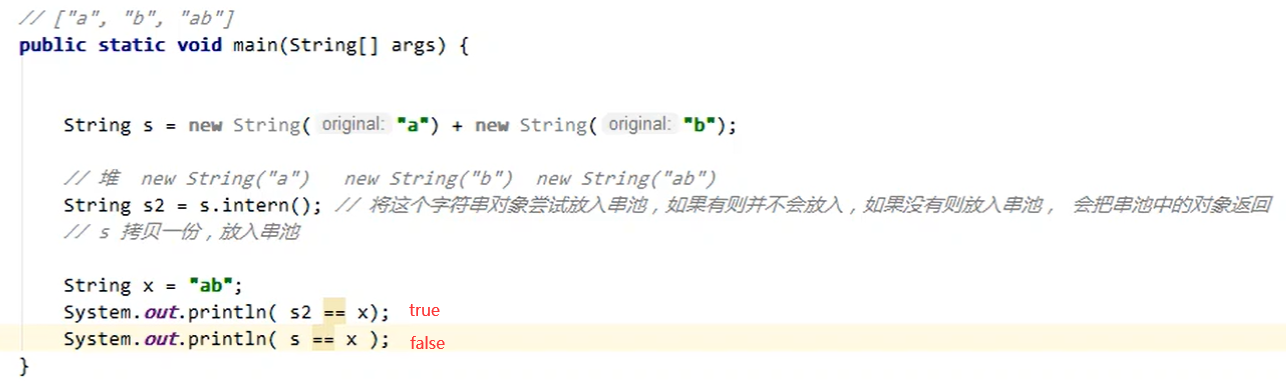 // ["a", "b", "ab"]
public static void main(String[] args) {
String s = new String( original: "a") + new String( original: "b");
// 堆  new String("a")   new String("b")  new String("ab")
String s2 = s.intern(); // 将这个字符串对象尝试放入串池，如果有则并不会放入，如果没有则放入串池， 会把串池中的对象返回
// s 拷贝一份，放入串池
String x = "ab";
System.out.println( s2 == x); true
System.out.println( s == x ); false
}